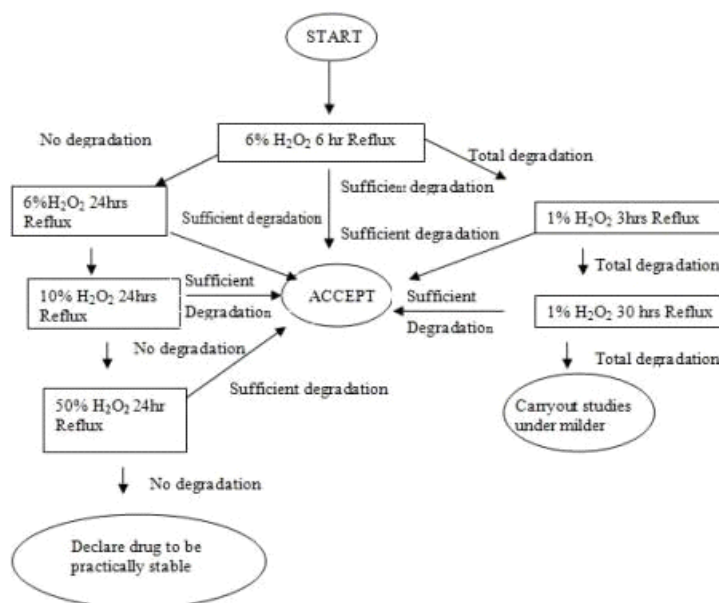 START
No degradation
6% H₂O₂ 6 hr Reflux
Total degradation
Sufficient degradation
6%H₂O₂ 24hrs
Reflux
Sufficient degradation
Sufficient degradation
1% H₂O₂ 3hrs Reflux
Total degradation
10% H₂O₂ 24hrs
Reflux
Sufficient
Degradation
ACCEPT
Sufficient
Degradation
1% H₂O₂ 30 hrs Reflux
No degradation
Total degradation
50% H₂O₂ 24hr
Reflux
Sufficient degradation
Carryout studies
under milder
No degradation
Declare drug to be
practically stable